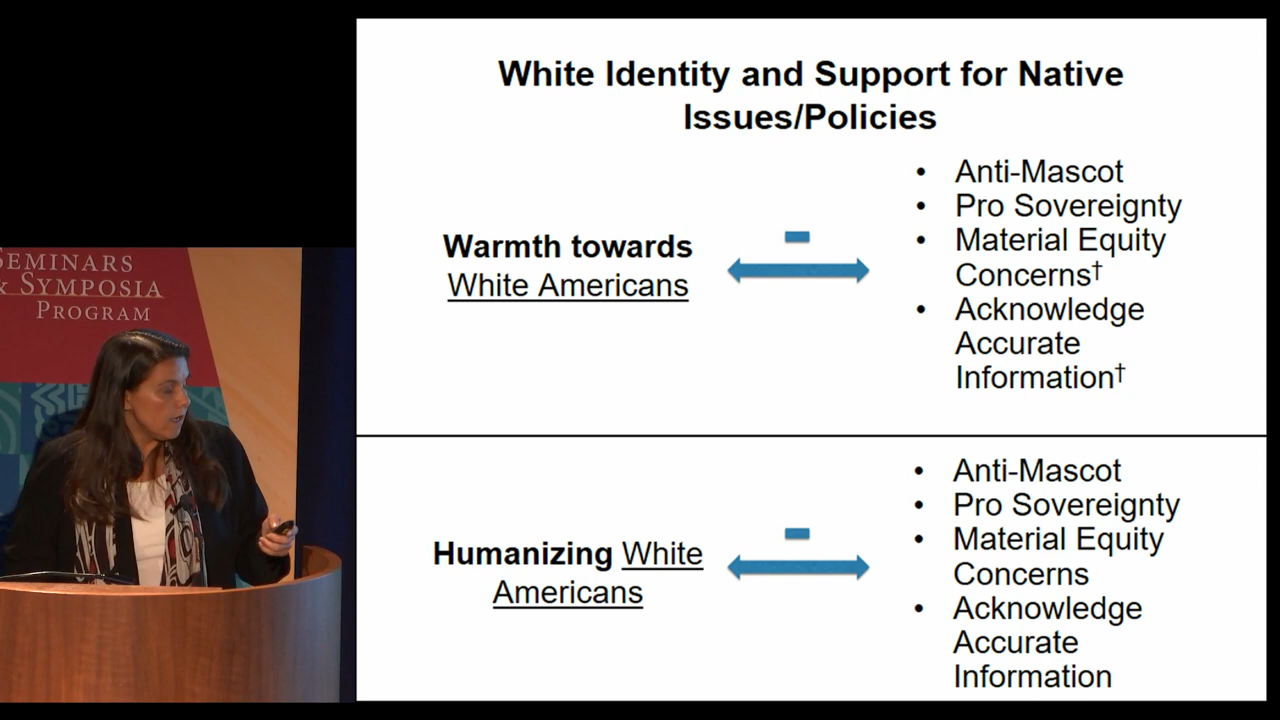 SEMINARS
& SYMPOSIA
PROGRAM
White Identity and Support for Native
Issues/Policies
Warmth towards
White Americans
-
• Anti-Mascot
• Pro Sovereignty
• Material Equity
Concerns†
• Acknowledge
Accurate
Information†
Humanizing White
Americans
-
• Anti-Mascot
• Pro Sovereignty
• Material Equity
Concerns
• Acknowledge
Accurate
Information